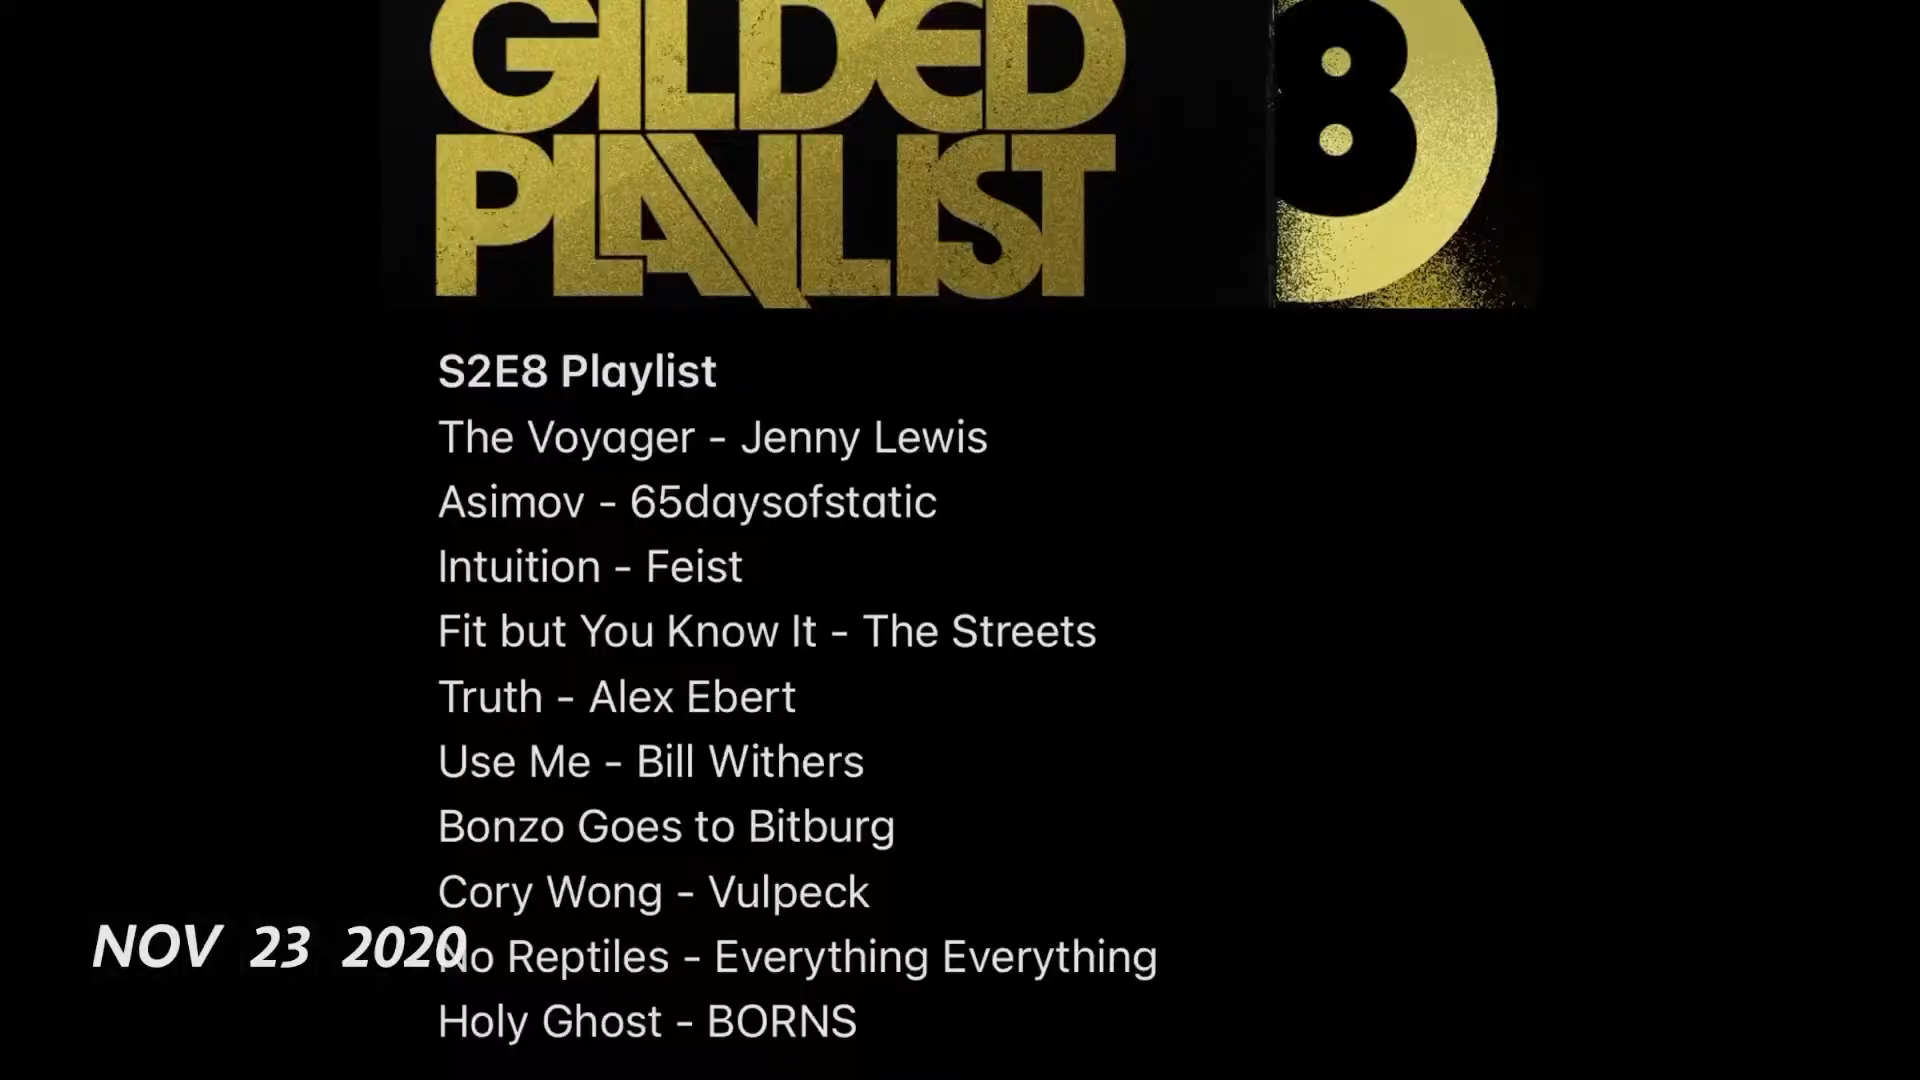 GILDED
PLAYLIST
8
S2E8 Playlist
The Voyager - Jenny Lewis
Asimov - 65daysofstatic
Intuition - Feist
Fit but You Know It - The Streets
Truth - Alex Ebert
Use Me - Bill Withers
Bonzo Goes to Bitburg
Cory Wong - Vulpeck
NOV 23 2020
No Reptiles - Everything Everything
Holy Ghost - BORNS